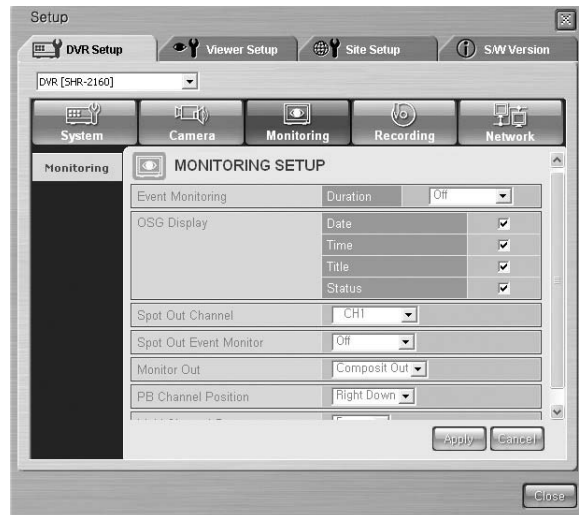 Setup
DVR Setup Viewer Setup Site Setup S/W Version
DVR [SHR-2160]
System Camera Monitoring Recording Network
Monitoring
MONITORING SETUP
Event Monitoring Duration Off
OSG Display Date
Time
Title
Status
Spot Out Channel CH1
Spot Out Event Monitor Off
Monitor Out Composit Out
PB Channel Position Right Down
Apply Cancel
Close